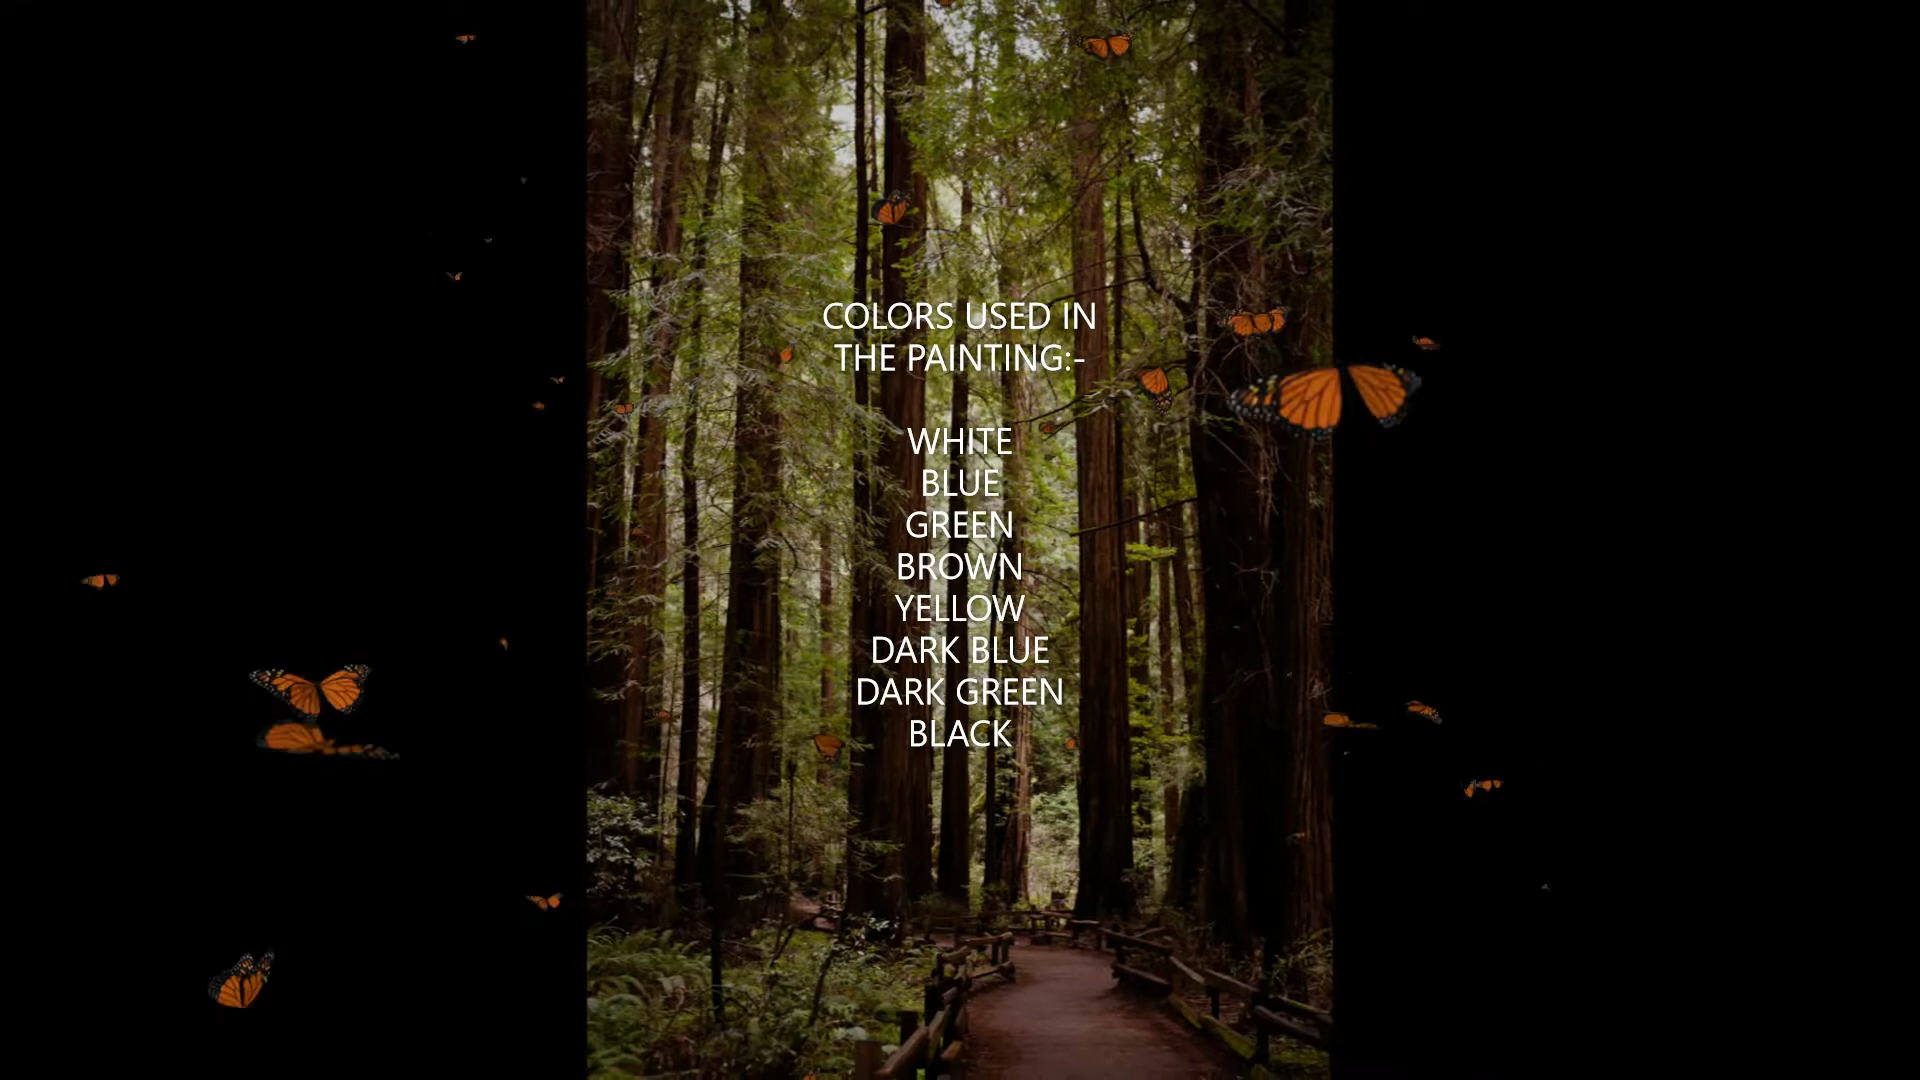 COLORS USED IN
THE PAINTING:-
WHITE
BLUE
GREEN
BROWN
YELLOW
DARK BLUE
DARK GREEN
BLACK